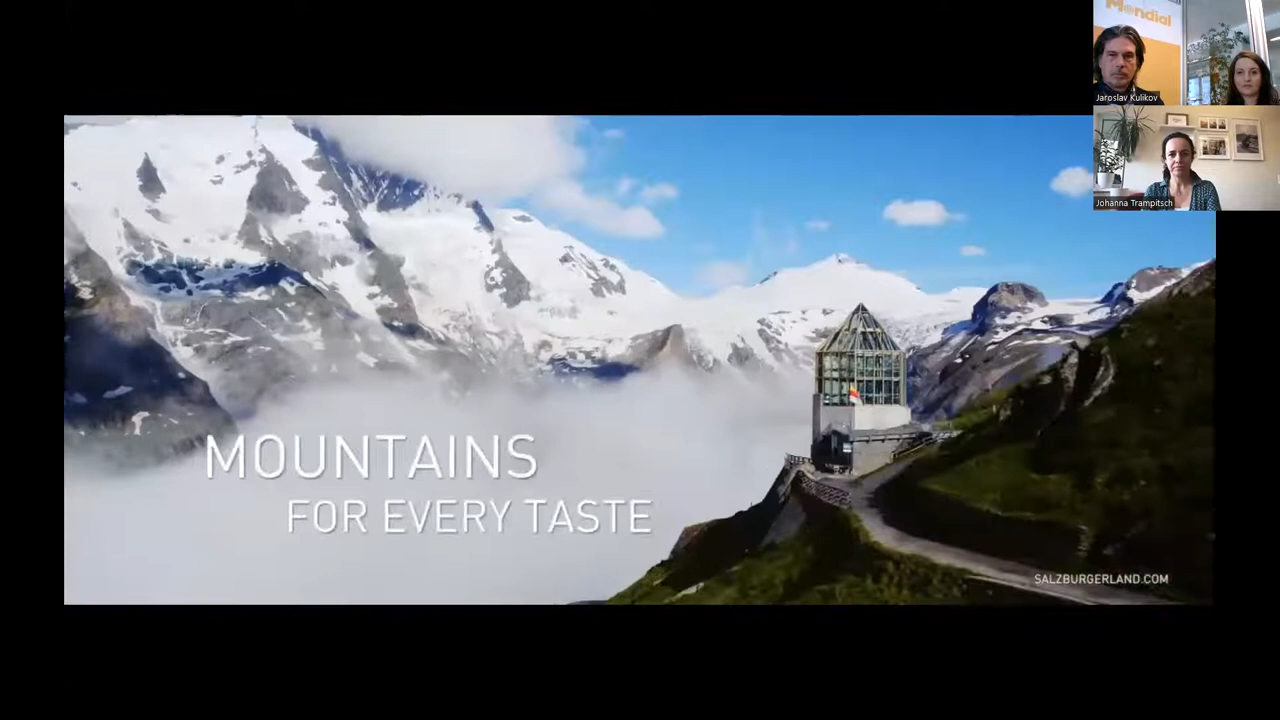 Mondial
Jaroslav Kulikov
Johanna Trampitsch
MOUNTAINS
FOR EVERY TASTE
SALZBURGERLAND.COM